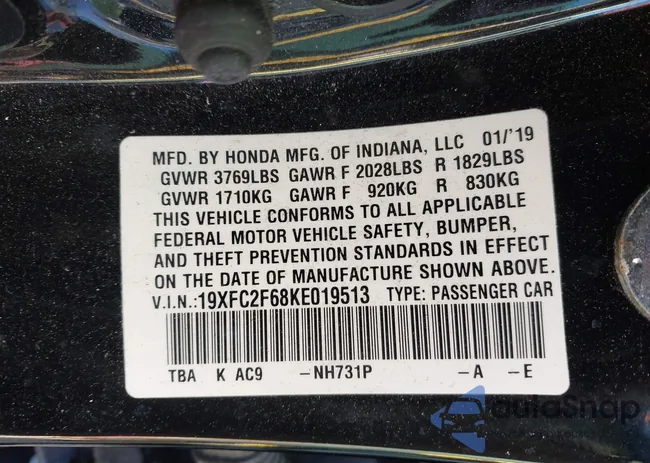 MFD. BY HONDA MFG. OF INDIANA, LLC 01/'19
GVWR 3769LBS GAWR F 2028LBS R 1829LBS
GVWR 1710KG GAWR F 920KG R 830KG
THIS VEHICLE CONFORMS TO ALL APPLICABLE
FEDERAL MOTOR VEHICLE SAFETY, BUMPER,
AND THEFT PREVENTION STANDARDS IN EFFECT
ON THE DATE OF MANUFACTURE SHOWN ABOVE.
V.I.N.:19XFC2F68KE019513 TYPE: PASSENGER CAR
TBA K AC9 –NH731P –A –E
AutoSnap